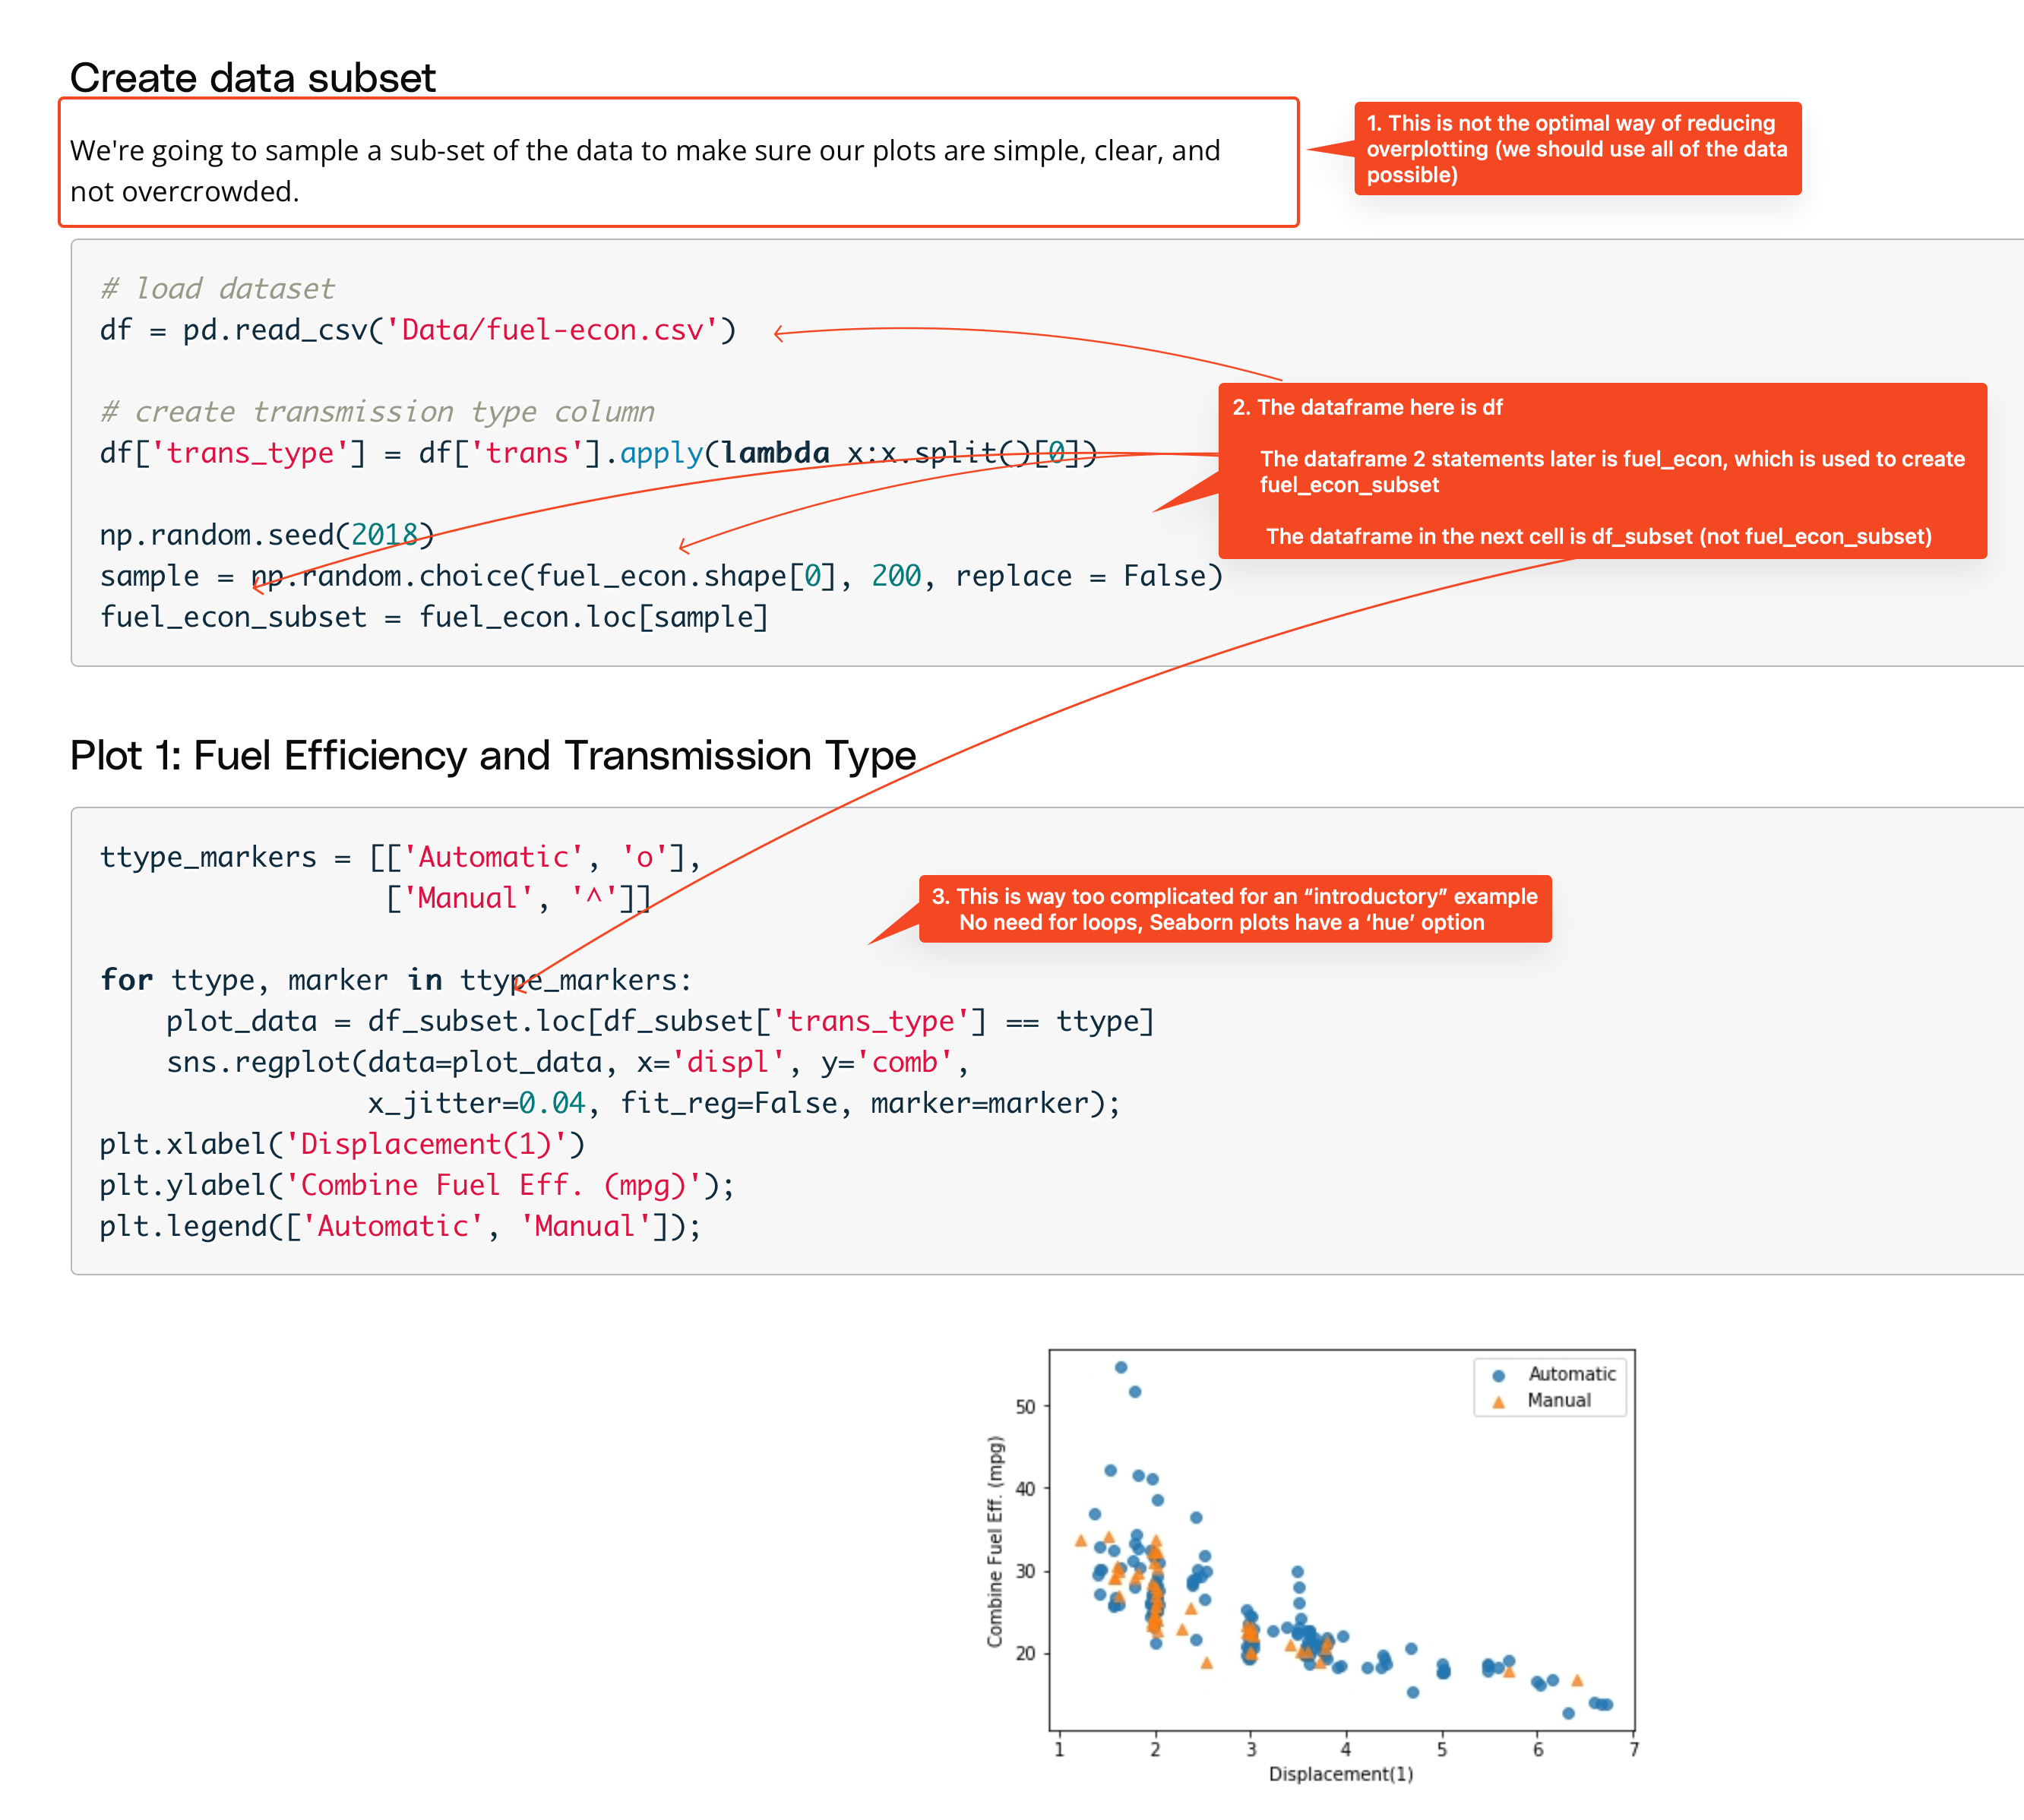 Create data subset
We're going to sample a sub-set of the data to make sure our plots are simple, clear, and
not overcrowded.
1. This is not the optimal way of reducing
overplotting (we should use all of the data
possible)
# load dataset
df = pd.read_csv('Data/fuel-econ.csv')
# create transmission type column
df['trans_type'] = df['trans'].apply(lambda x:x.split()[0])
2. The dataframe here is df
The dataframe 2 statements later is fuel_econ, which is used to create
fuel_econ_subset
The dataframe in the next cell is df_subset (not fuel_econ_subset)
np.random.seed(2018)
sample = np.random.choice(fuel_econ.shape[0], 200, replace = False)
fuel_econ_subset = fuel_econ.loc[sample]
Plot 1: Fuel Efficiency and Transmission Type
ttype_markers = [['Automatic', 'o'],
['Manual', '^']]
3. This is way too complicated for an “introductory” example
No need for loops, Seaborn plots have a ‘hue’ option
for ttype, marker in ttype_markers:
    plot_data = df_subset.loc[df_subset['trans_type'] == ttype]
    sns.regplot(data=plot_data, x='displ', y='comb',
                x_jitter=0.04, fit_reg=False, marker=marker);
plt.xlabel('Displacement(1)')
plt.ylabel('Combine Fuel Eff. (mpg)');
plt.legend(['Automatic', 'Manual']);
Automatic
Manual
Combine Fuel Eff. (mpg)
50
40
30
20
1 2 3 4 5 6 7
Displacement(1)